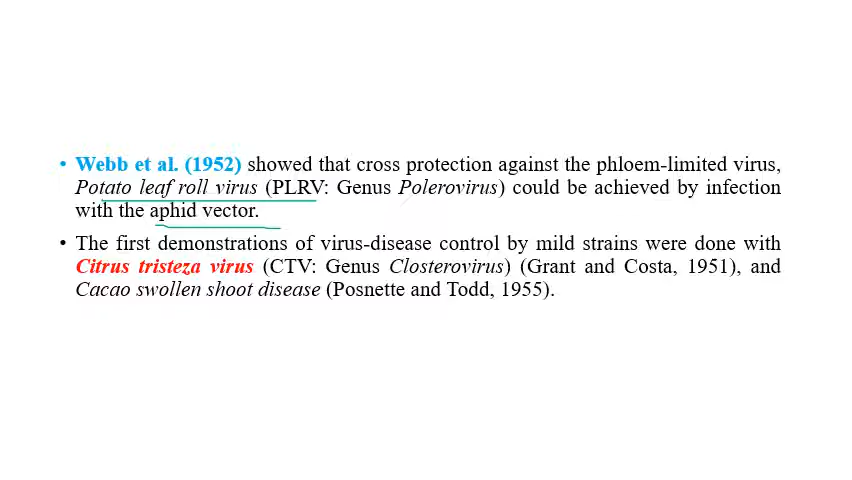 • Webb et al. (1952) showed that cross protection against the phloem-limited virus,
Potato leaf roll virus (PLRV: Genus Polerovirus) could be achieved by infection
with the aphid vector.
• The first demonstrations of virus-disease control by mild strains were done with
Citrus tristeza virus (CTV: Genus Closterovirus) (Grant and Costa, 1951), and
Cacao swollen shoot disease (Posnette and Todd, 1955).